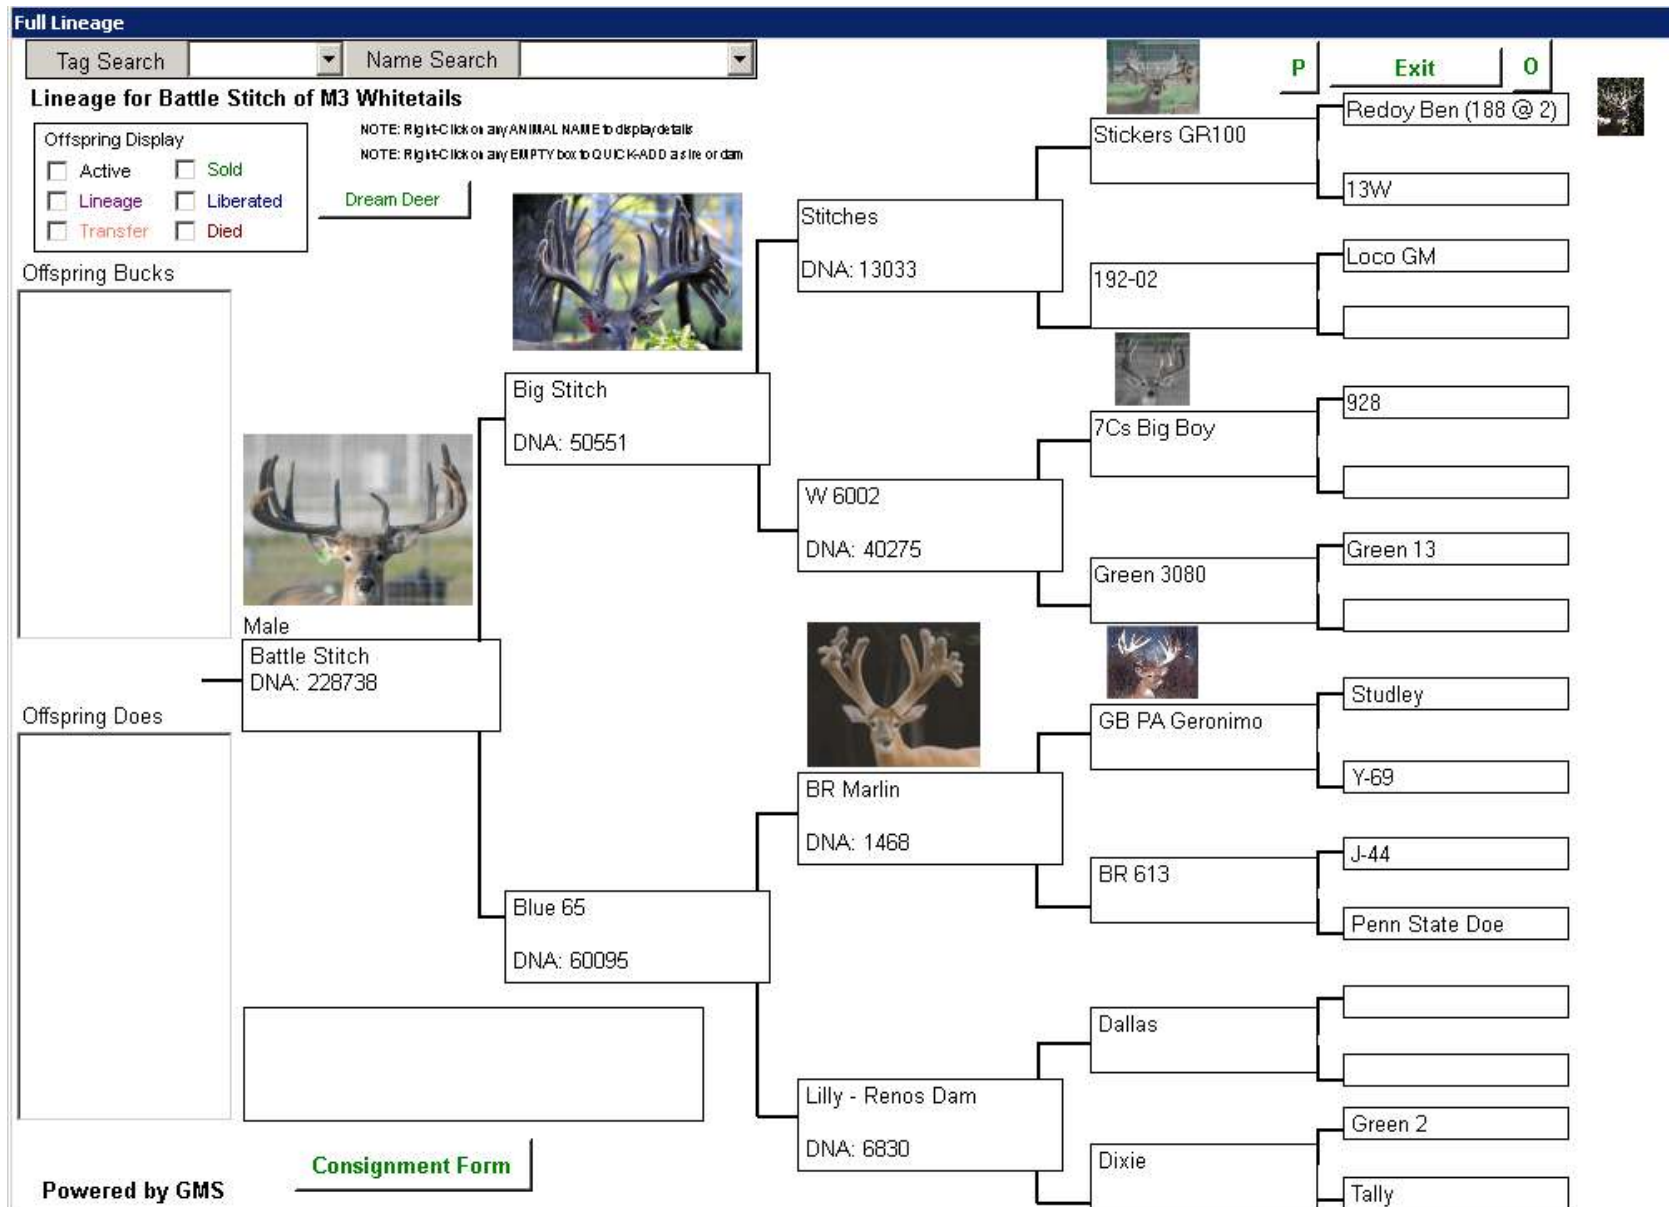 Full Lineage
Tag Search
Name Search
P
Exit
O
Lineage for Battle Stitch of M3 Whitetails
NOTE: Right-Click on any ANIMAL NAME to display details
NOTE: Right-Click on any EMPTY box to QUICK-ADD a sire or dam
Offspring Display
Active
Sold
Lineage
Liberated
Transfer
Died
Dream Deer
Offspring Bucks
Offspring Does
Male
Battle Stitch
DNA: 228738
Big Stitch
DNA: 50551
Blue 65
DNA: 60095
Stitches
DNA: 13033
W 6002
DNA: 40275
BR Marlin
DNA: 1468
Lilly - Renos Dam
DNA: 6830
Stickers GR100
192-02
7Cs Big Boy
Green 3080
GB PA Geronimo
BR 613
Dallas
Dixie
Redoy Ben (188 @ 2)
13W
Loco GM
928
Green 13
Studley
Y-69
J-44
Penn State Doe
Green 2
Tally
Consignment Form
Powered by GMS